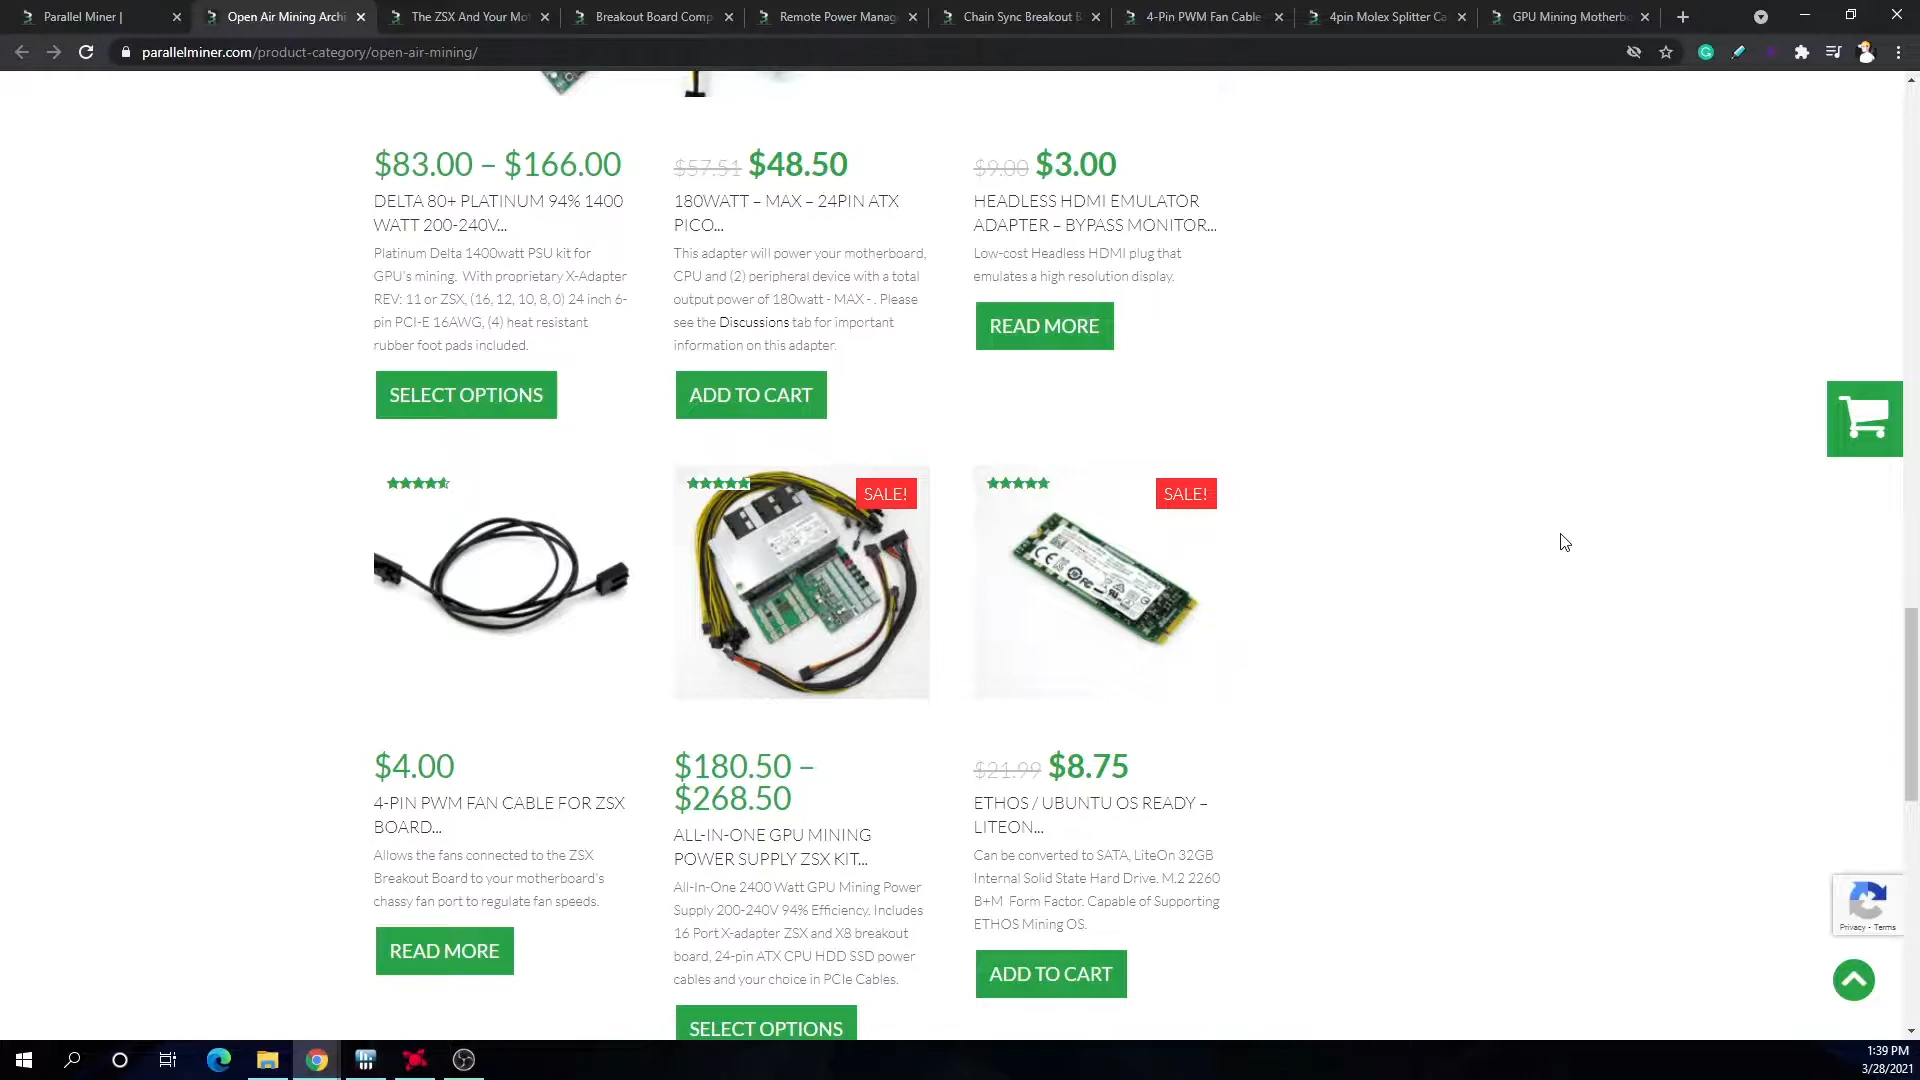 Parallel Miner |
Open Air Mining Archi
The ZSX And Your Mot
Breakout Board Comp
Remote Power Manag
Chain Sync Breakout B
4-Pin PWM Fan Cable
4pin Molex Splitter Ca
GPU Mining Motherbo
parallelminer.com/product-category/open-air-mining/
$83.00 – $166.00
DELTA 80+ PLATINUM 94% 1400
WATT 200-240V...
Platinum Delta 1400watt PSU kit for
GPU's mining. With proprietary X-Adapter
REV: 11 or ZSX, (16, 12, 10, 8, 0) 24 inch 6-
pin PCI-E 16AWG, (4) heat resistant
rubber foot pads included.
SELECT OPTIONS
$57.51 $48.50
180WATT – MAX – 24PIN ATX
PICO...
This adapter will power your motherboard,
CPU and (2) peripheral device with a total
output power of 180watt - MAX - . Please
see the Discussions tab for important
information on this adapter.
ADD TO CART
$9.00 $3.00
HEADLESS HDMI EMULATOR
ADAPTER – BYPASS MONITOR...
Low-cost Headless HDMI plug that
emulates a high resolution display.
READ MORE
SALE!
SALE!
$4.00
4-PIN PWM FAN CABLE FOR ZSX
BOARD...
Allows the fans connected to the ZSX
Breakout Board to your motherboard's
chassy fan port to regulate fan speeds.
READ MORE
$180.50 –
$268.50
ALL-IN-ONE GPU MINING
POWER SUPPLY ZSX KIT...
All-In-One 2400 Watt GPU Mining Power
Supply 200-240V 94% Efficiency. Includes
16 Port X-adapter ZSX and X8 breakout
board, 24-pin ATX CPU HDD SSD power
cables and your choice in PCIe Cables.
SELECT OPTIONS
$21.99 $8.75
ETHOS / UBUNTU OS READY –
LITEON...
Can be converted to SATA, LiteOn 32GB
Internal Solid State Hard Drive. M.2 2260
B+M Form Factor. Capable of Supporting
ETHOS Mining OS.
ADD TO CART
Privacy - Terms
1:39 PM
3/28/2021